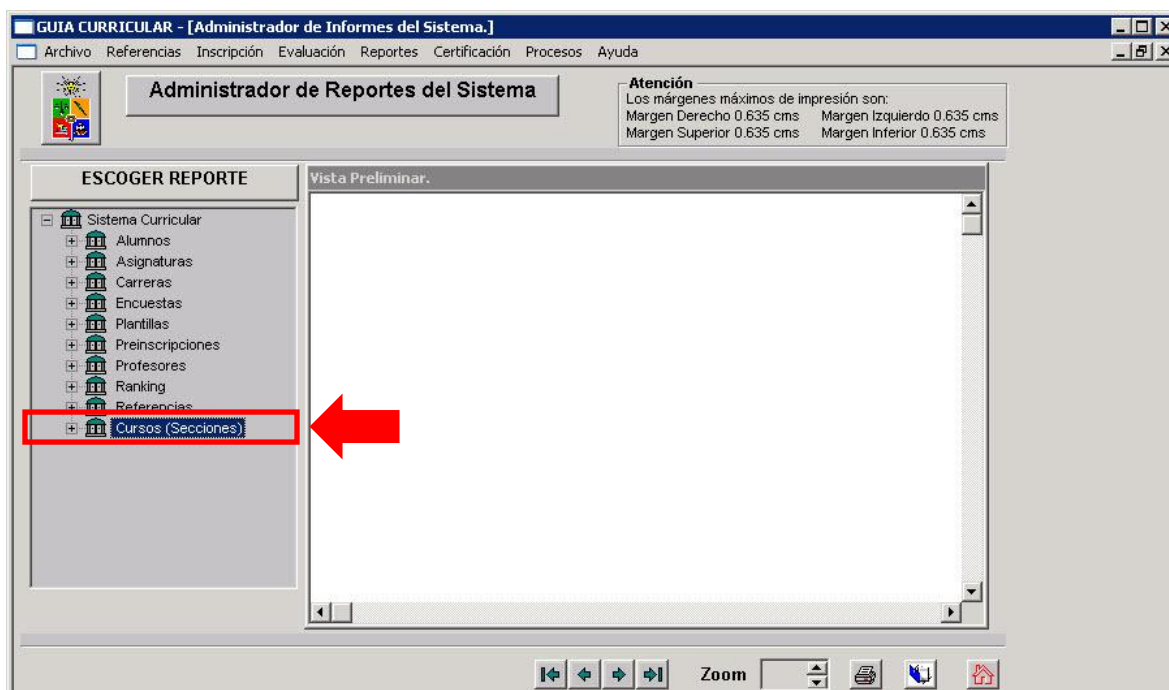 GUIA CURRICULAR - [Administrador de Informes del Sistema.]
Archivo Referencias Inscripción Evaluación Reportes Certificación Procesos Ayuda
Administrador de Reportes del Sistema
Atención
Los márgenes máximos de impresión son:
Margen Derecho 0.635 cms Margen Izquierdo 0.635 cms
Margen Superior 0.635 cms Margen Inferior 0.635 cms
ESCOGER REPORTE
Vista Preliminar.
Sistema Curricular
Alumnos
Asignaturas
Carreras
Encuestas
Plantillas
Preinscripciones
Profesores
Ranking
Referencias
Cursos (Secciones)
Zoom